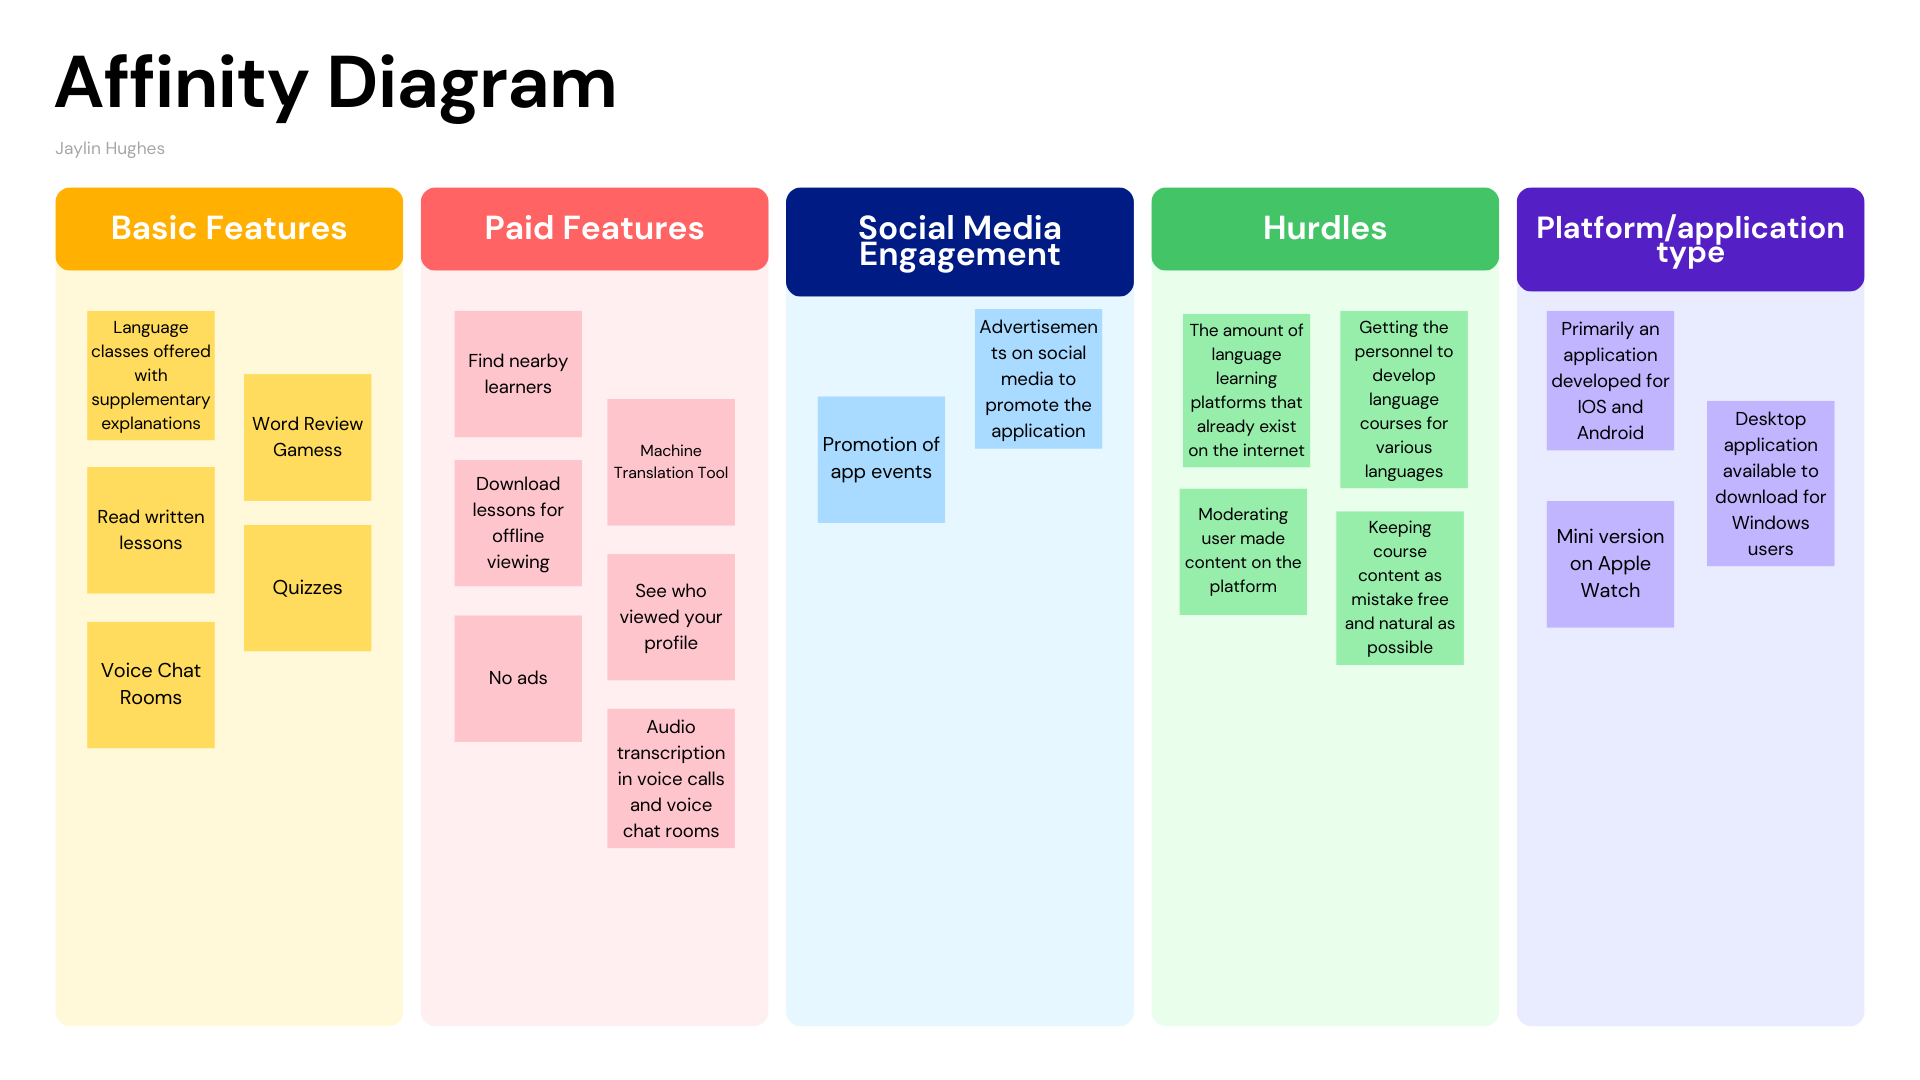 Affinity Diagram
Jaylin Hughes
Basic Features
Language
classes offered
with
supplementary
explanations
Word Review
Gamess
Read written
lessons
Quizzes
Voice Chat
Rooms
Paid Features
Find nearby
learners
Machine
Translation Tool
Download
lessons for
offline
viewing
See who
viewed your
profile
No ads
Audio
transcription
in voice calls
and voice
chat rooms
Social Media
Engagement
Advertisemen
ts on social
media to
promote the
application
Promotion of
app events
Hurdles
The amount of
language
learning
platforms that
already exist
on the internet
Getting the
personnel to
develop
language
courses for
various
languages
Moderating
user made
content on the
platform
Keeping
course
content as
mistake free
and natural as
possible
Platform/application
type
Primarily an
application
developed for
IOS and
Android
Desktop
application
available to
download for
Windows
users
Mini version
on Apple
Watch